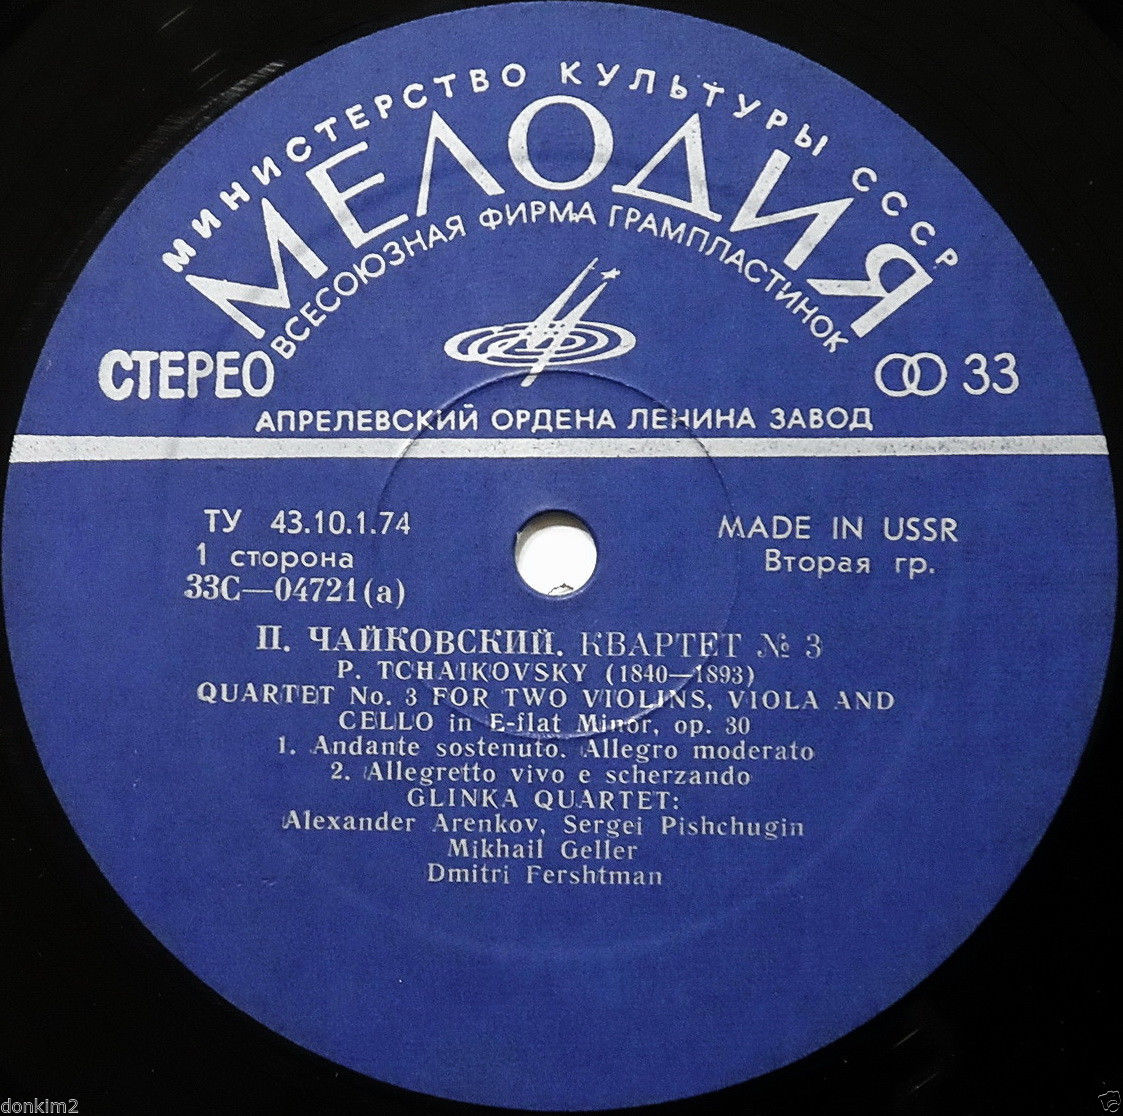 МИНИСТЕРСТВО КУЛЬТУРЫ СССР
МЕЛОДИЯ
ВСЕСОЮЗНАЯ ФИРМА ГРАМПЛАСТИНОК
СТЕРЕО
33
АПРЕЛЕВСКИЙ ОРДЕНА ЛЕНИНА ЗАВОД
ТУ 43.10.1.74
MADE IN USSR
1 сторона
Вторая гр.
33С—04721(а)
П. ЧАЙКОВСКИЙ. КВАРТЕТ № 3
P. TCHAIKOVSKY (1840—1893)
QUARTET No. 3 FOR TWO VIOLINS, VIOLA AND
CELLO in E-flat Minor, op. 30
1. Andante sostenuto. Allegro moderato
2. Allegretto vivo e scherzando
GLINKA QUARTET:
Alexander Arenkov, Sergei Pishchugin
Mikhail Geller
Dmitri Fershtman
donkim2